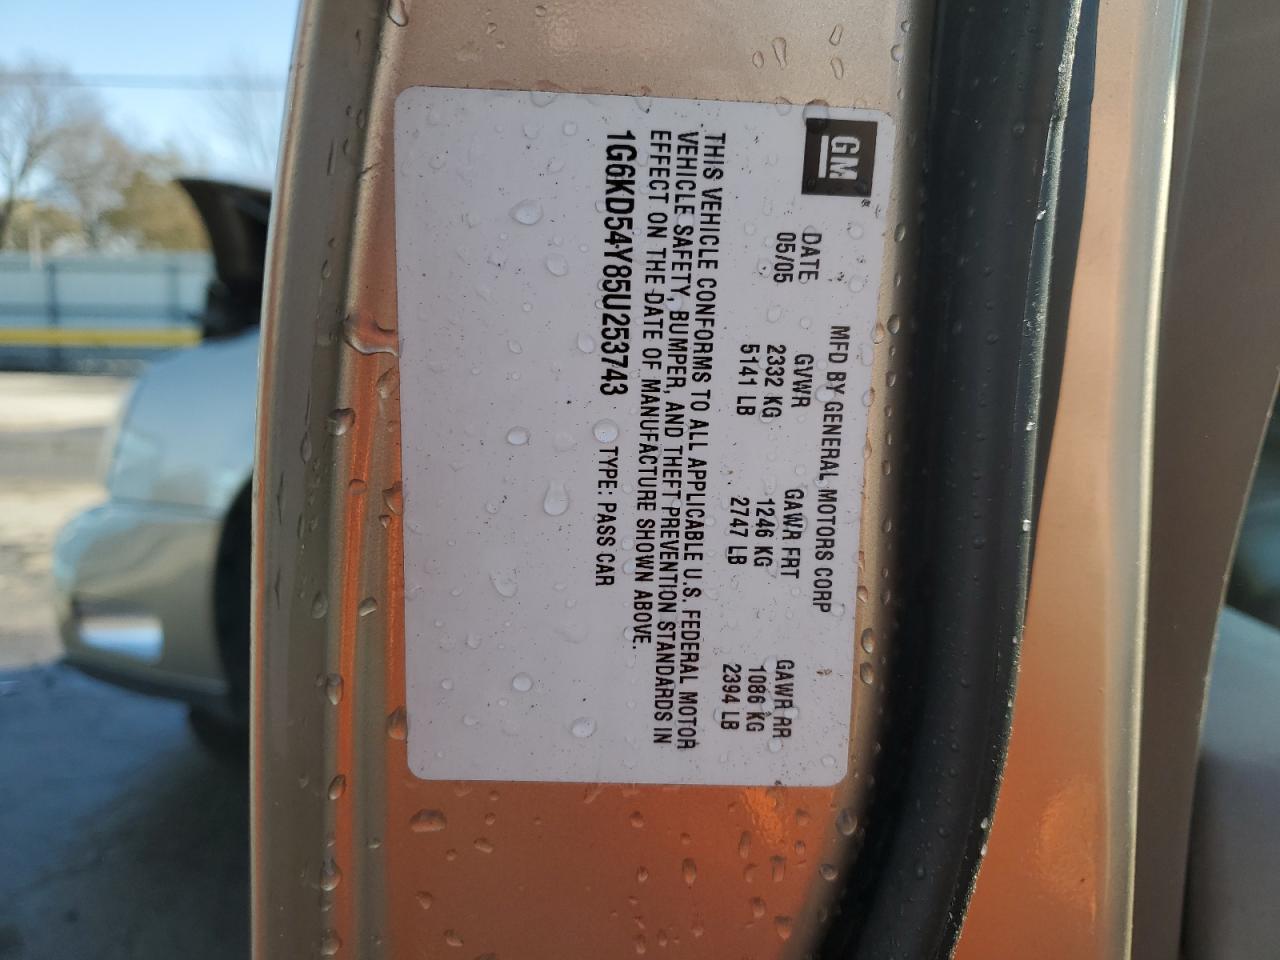 GM
MFD BY GENERAL MOTORS CORP
DATE GVWR GAWR FRT GAWR RR
05/05 2332 KG 1246 KG 1086 KG
5141 LB 2747 LB 2394 LB
THIS VEHICLE CONFORMS TO ALL APPLICABLE U.S. FEDERAL MOTOR
VEHICLE SAFETY, BUMPER, AND THEFT PREVENTION STANDARDS IN
EFFECT ON THE DATE OF MANUFACTURE SHOWN ABOVE.
1G6KD54Y85U253743 TYPE: PASS CAR